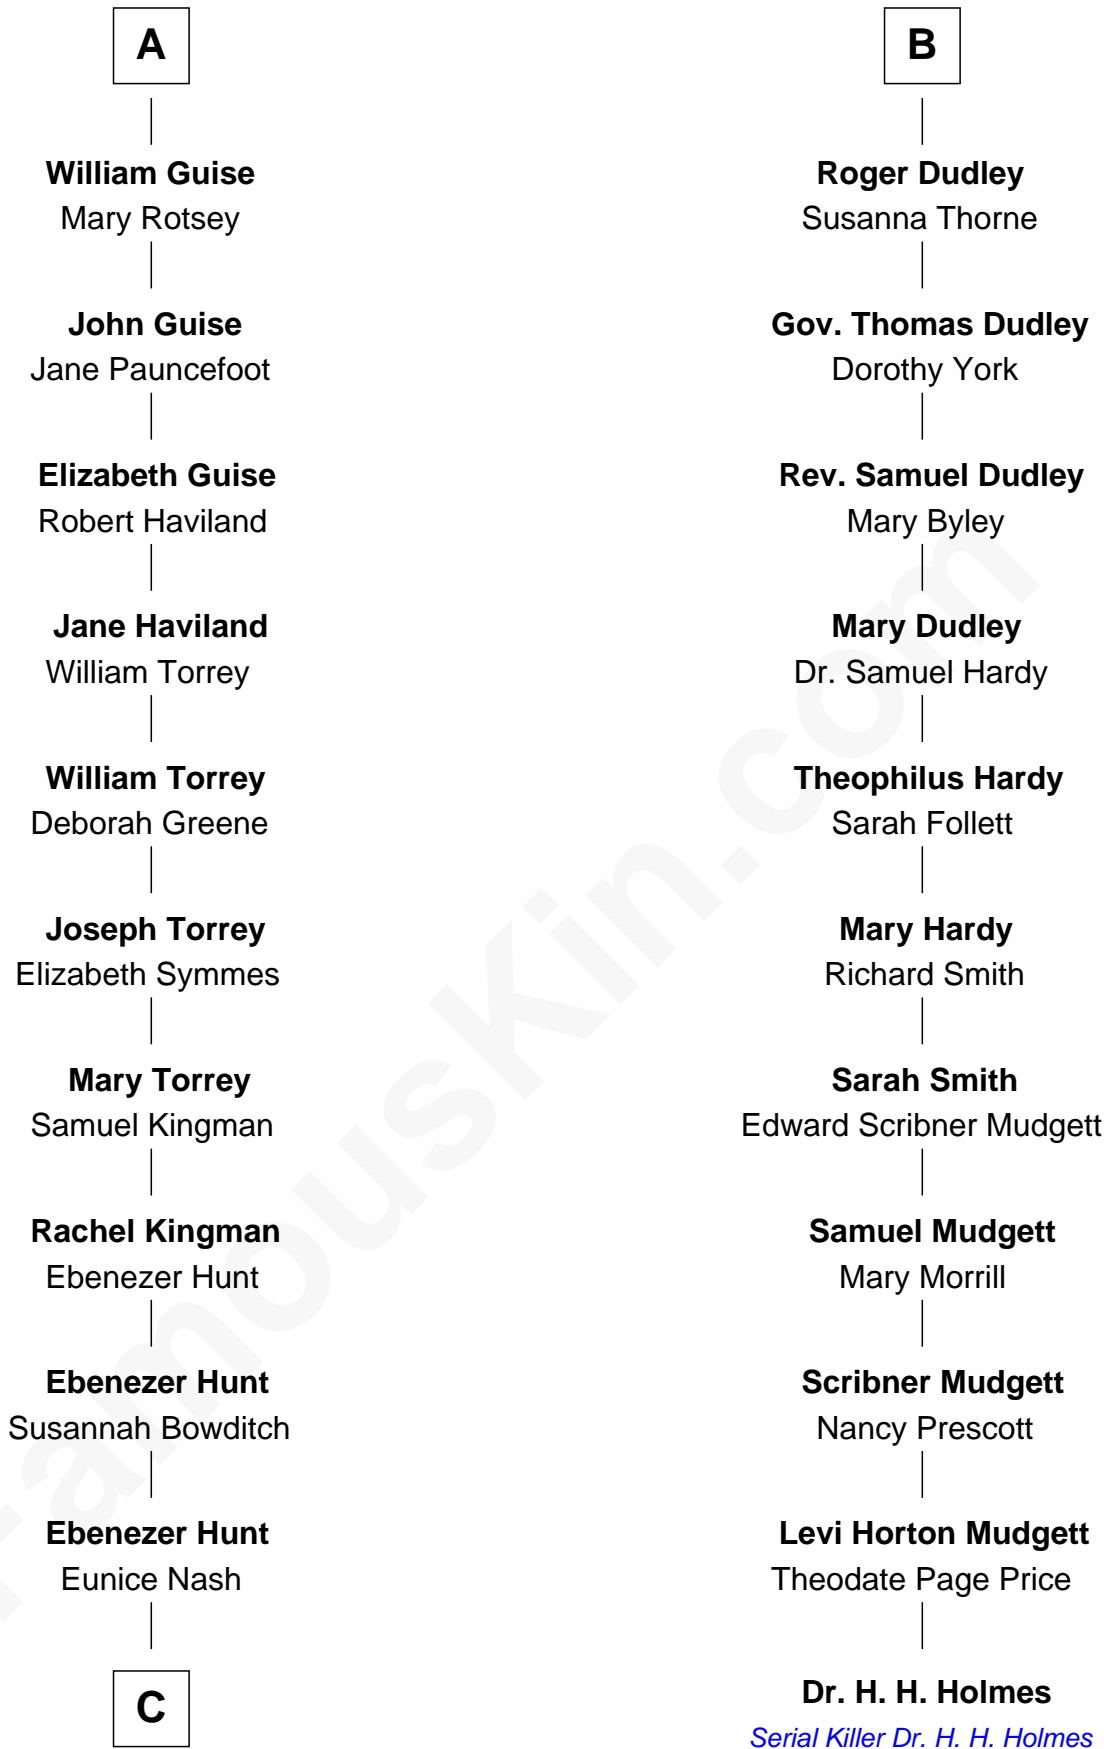 A
William Guise
Mary Rotsey
John Guise
Jane Pauncefoot
Elizabeth Guise
Robert Haviland
Jane Haviland
William Torrey
William Torrey
Deborah Greene
Joseph Torrey
Elizabeth Symmes
Mary Torrey
Samuel Kingman
Rachel Kingman
Ebenezer Hunt
Ebenezer Hunt
Susannah Bowditch
Ebenezer Hunt
Eunice Nash
C
B
Roger Dudley
Susanna Thorne
Gov. Thomas Dudley
Dorothy York
Rev. Samuel Dudley
Mary Byley
Mary Dudley
Dr. Samuel Hardy
Theophilus Hardy
Sarah Follett
Mary Hardy
Richard Smith
Sarah Smith
Edward Scribner Mudgett
Samuel Mudgett
Mary Morrill
Scribner Mudgett
Nancy Prescott
Levi Horton Mudgett
Theodate Page Price
Dr. H. H. Holmes
Serial Killer Dr. H. H. Holmes
FamousKin.com